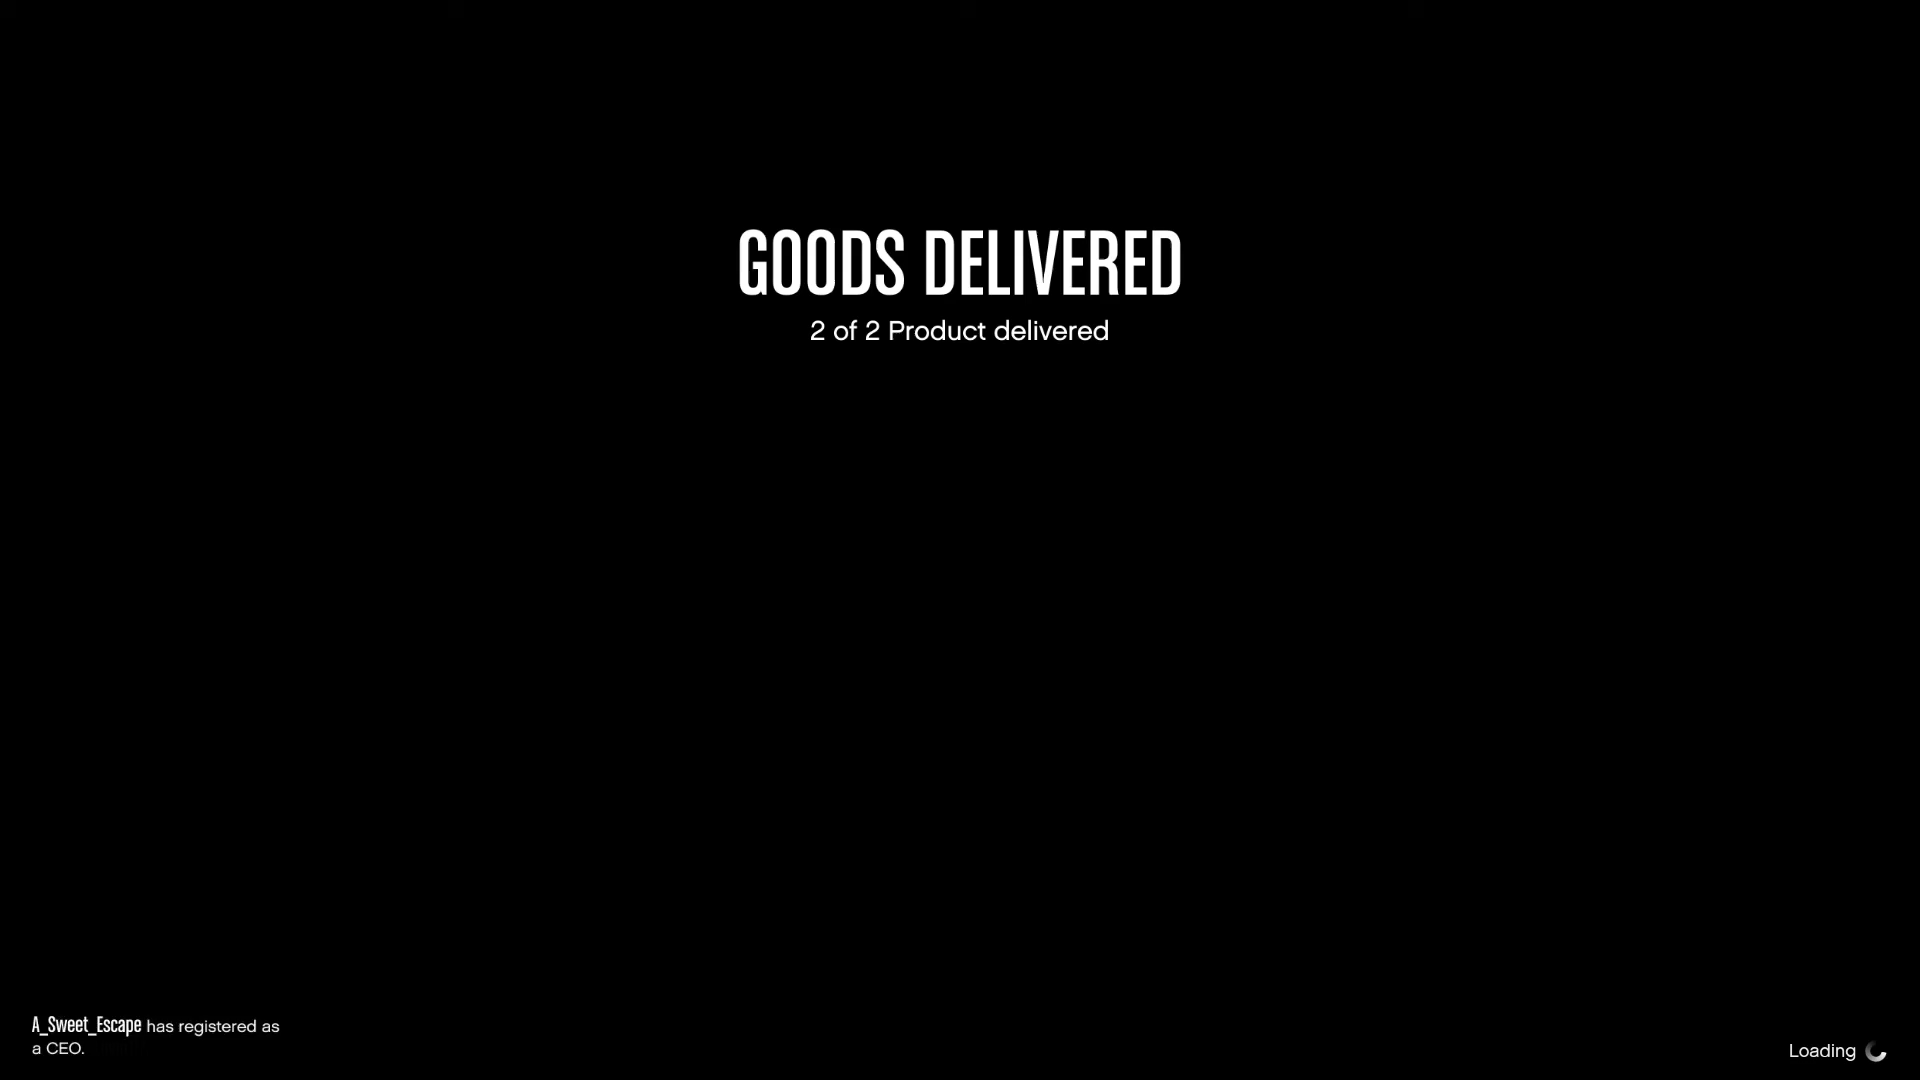 GOODS DELIVERED
2 of 2 Product delivered
A_Sweet_Escape has registered as
a CEO.
Loading